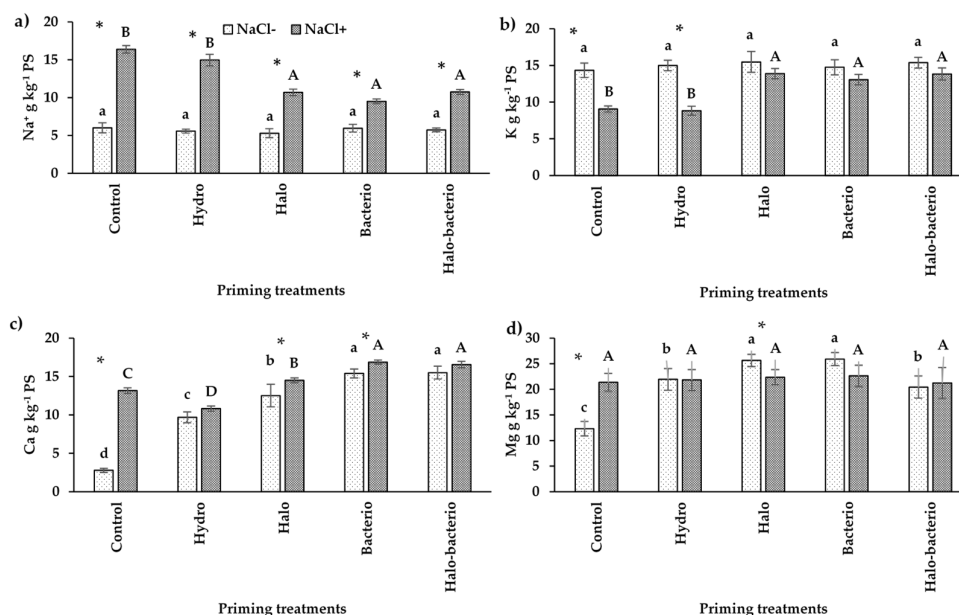 a)
20
15
10
5
0
Na⁺ g kg⁻¹ PS
NaCl- NaCl+
* * * * *
a B a B a A a A a A
Control Hydro Halo Bacterio Halo-bacterio
Priming treatments
b)
20
15
10
5
0
K g kg⁻¹ PS
* *
a B a B a A a A a A
Control Hydro Halo Bacterio Halo-bacterio
Priming treatments
c)
20
15
10
5
0
Ca g kg⁻¹ PS
* * *
d C c D b B a A a A
Control Hydro Halo Bacterio Halo-bacterio
Priming treatments
d)
30
25
20
15
10
5
0
Mg g kg⁻¹ PS
* *
c A b A a A a A b A
Control Hydro Halo Bacterio Halo-bacterio
Priming treatments